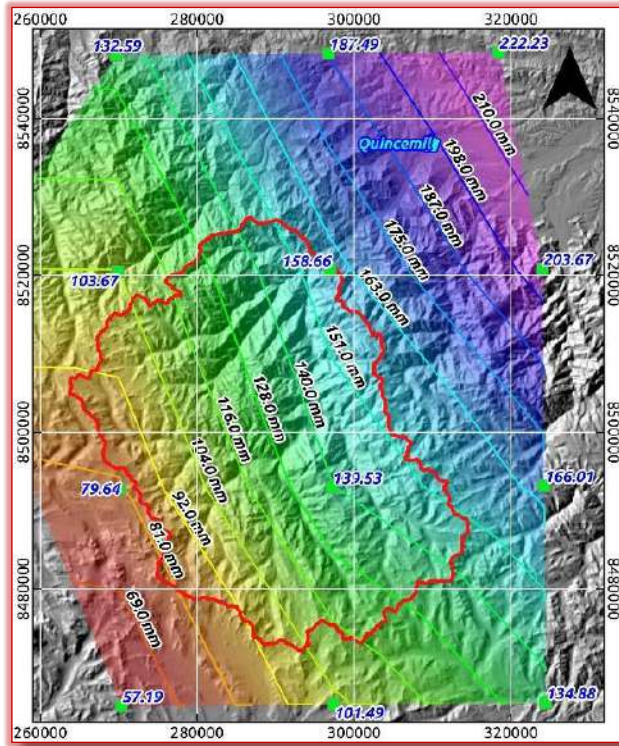 260000 280000 300000 320000
132.59 187.49 222.23
210.0 mm
8540000 8540000
Quincemily
198.0 mm
187.0 mm
175.0 mm
103.67 158.66 203.67
8520000 8520000
163.0 mm
151.0 mm
140.0 mm
128.0 mm
116.0 mm
104.0 mm
8500000 8500000
79.64 139.53 166.01
92.0 mm
81.0 mm
8480000 8480000
69.0 mm
57.19 101.49 134.88
260000 280000 300000 320000